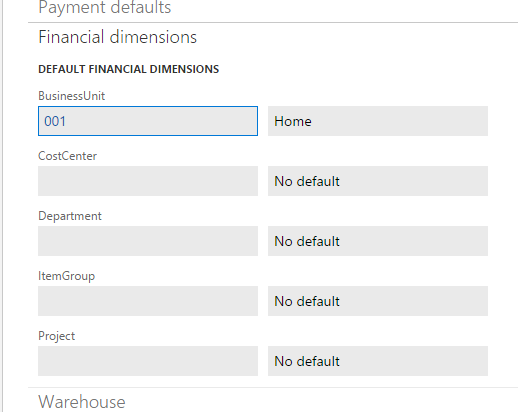 Payment defaults
Financial dimensions
DEFAULT FINANCIAL DIMENSIONS
BusinessUnit
001 Home
CostCenter
No default
Department
No default
ItemGroup
No default
Project
No default
Warehouse